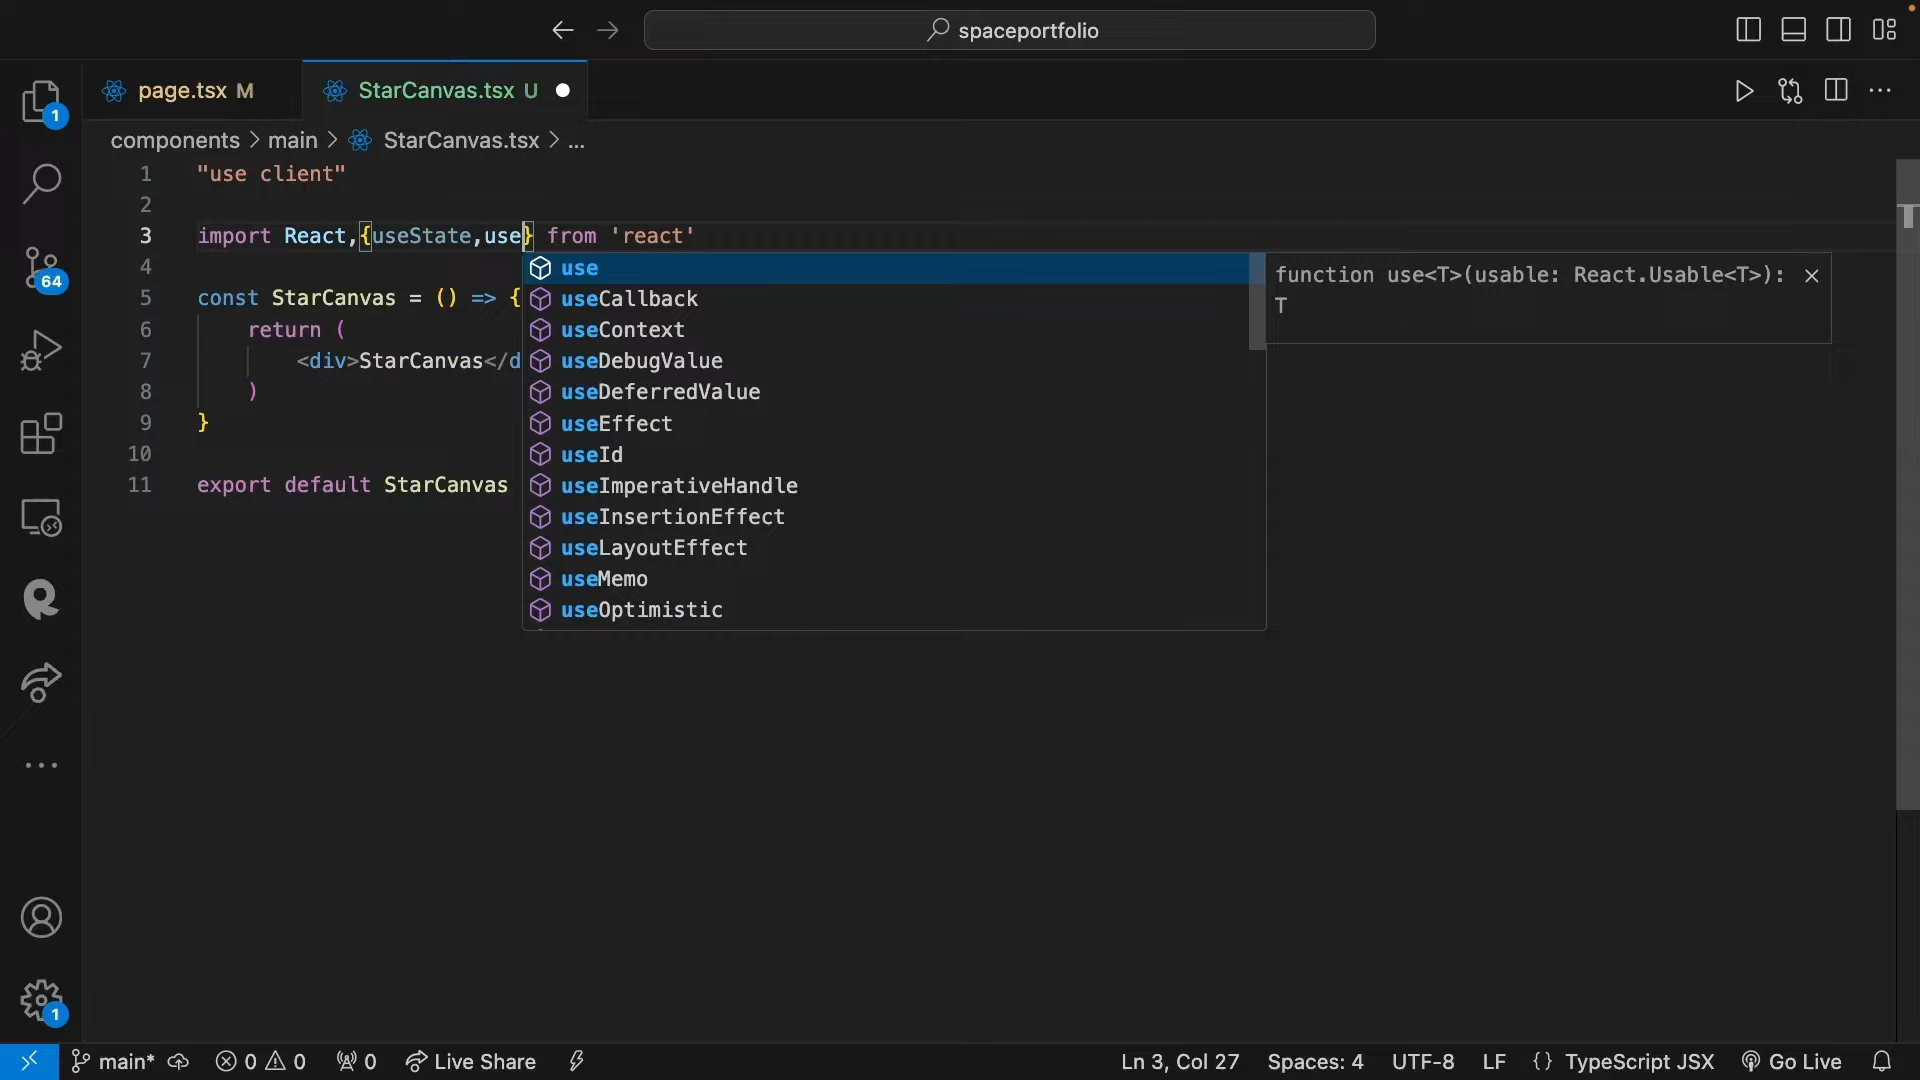 spaceportfolio
page.tsx M
StarCanvas.tsx U
components > main > StarCanvas.tsx > ...
1 "use client"
2
3 import React,{useState,use} from 'react'
4
5 const StarCanvas = () => {
6 return (
7 <div>StarCanvas</d
8 )
9 }
10
11 export default StarCanvas
use
useCallback
useContext
useDebugValue
useDeferredValue
useEffect
useId
useImperativeHandle
useInsertionEffect
useLayoutEffect
useMemo
useOptimistic
function use<T>(usable: React.Usable<T>):
T
1
64
1
main* 0 0 0 Live Share Ln 3, Col 27 Spaces: 4 UTF-8 LF {} TypeScript JSX Go Live